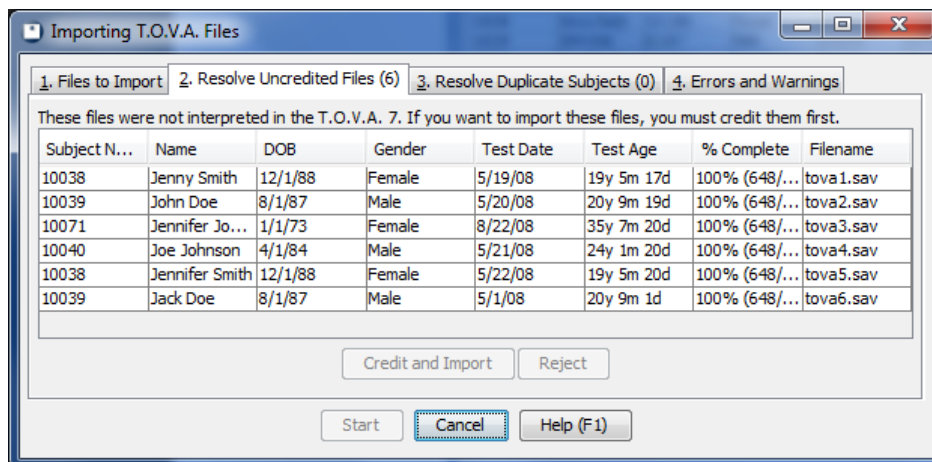 Importing T.O.V.A. Files
1. Files to Import 2. Resolve Uncredited Files (6) 3. Resolve Duplicate Subjects (0) 4. Errors and Warnings
These files were not interpreted in the T.O.V.A. 7. If you want to import these files, you must credit them first.
Subject N... Name DOB Gender Test Date Test Age % Complete Filename
10038 Jenny Smith 12/1/88 Female 5/19/08 19y 5m 17d 100% (648/... tova1.sav
10039 John Doe 8/1/87 Male 5/20/08 20y 9m 19d 100% (648/... tova2.sav
10071 Jennifer Jo... 1/1/73 Female 8/22/08 35y 7m 20d 100% (648/... tova3.sav
10040 Joe Johnson 4/1/84 Male 5/21/08 24y 1m 20d 100% (648/... tova4.sav
10038 Jennifer Smith 12/1/88 Female 5/22/08 19y 5m 20d 100% (648/... tova5.sav
10039 Jack Doe 8/1/87 Male 5/1/08 20y 9m 1d 100% (648/... tova6.sav
Credit and Import Reject
Start Cancel Help (F1)